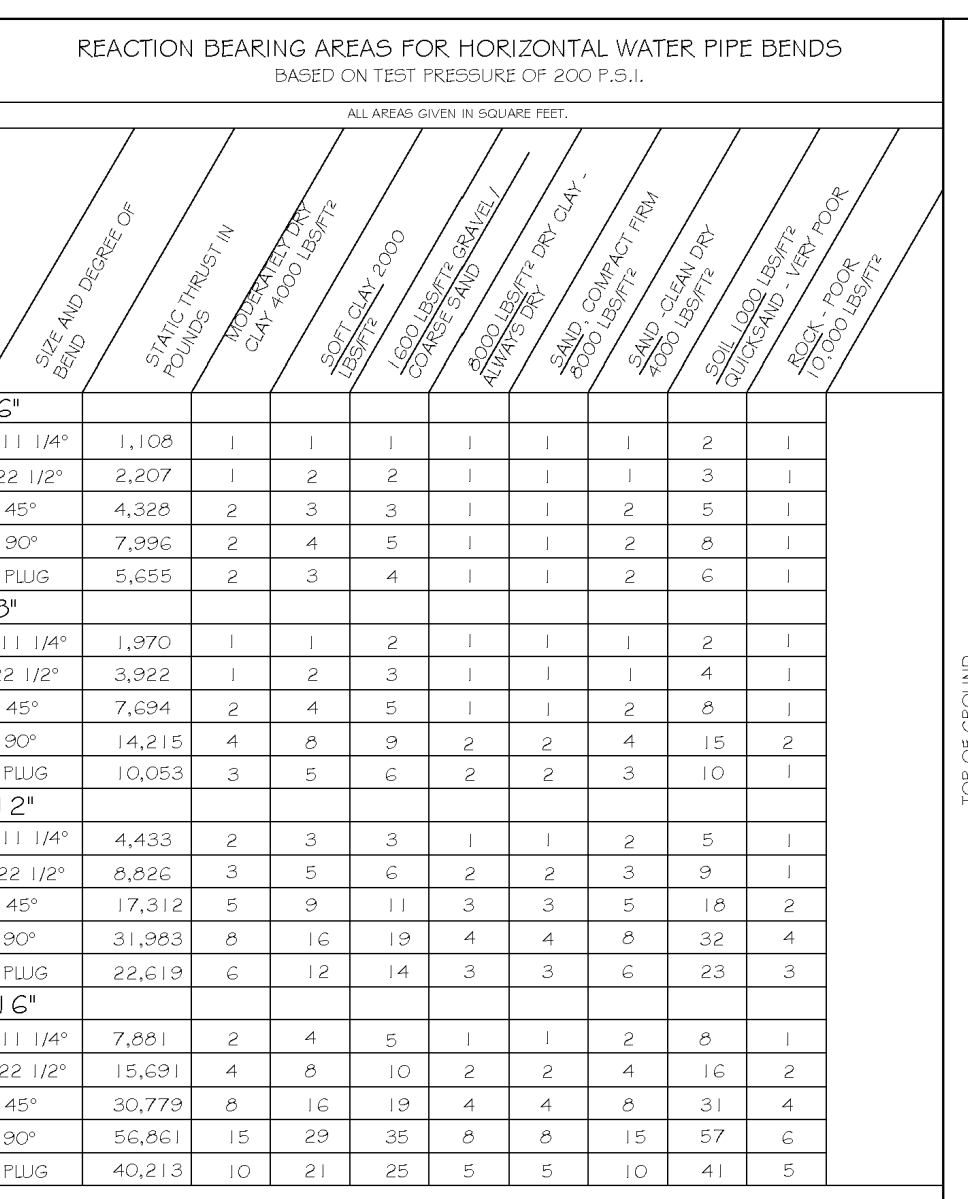 REACTION BEARING AREAS FOR HORIZONTAL WATER PIPE BENDS
BASED ON TEST PRESSURE OF 200 P.S.I.
ALL AREAS GIVEN IN SQUARE FEET.
SIZE AND DEGREE OF
BEND
STATIC THRUST IN
POUNDS
MODERATELY DRY
CLAY 4000 LBS/FT²
SOFT CLAY 2000
LBS/FT²
1600 LBS/FT² GRAVEL/
COARSE SAND
8000 LBS/FT² DRY CLAY -
ALWAYS DRY
SAND, COMPACT FIRM
8000 LBS/FT²
SAND -CLEAN DRY
4000 LBS/FT²
SOIL 1000 LBS/FT²
QUICKSAND - VERY POOR
ROCK - POOR
10,000 LBS/FT²
6"
11 1/4° 1,108 1 1 1 1 1 1 2 1
22 1/2° 2,207 1 2 2 1 1 1 3 1
45° 4,328 2 3 3 1 1 2 5 1
90° 7,996 2 4 5 1 1 2 8 1
PLUG 5,655 2 3 4 1 1 2 6 1
8"
11 1/4° 1,970 1 1 2 1 1 1 2 1
22 1/2° 3,922 1 2 3 1 1 1 4 1
45° 7,694 2 4 5 1 1 2 8 1
90° 14,215 4 8 9 2 2 4 15 2
PLUG 10,053 3 5 6 2 2 3 10 1
12"
11 1/4° 4,433 2 3 3 1 1 2 5 1
22 1/2° 8,826 3 5 6 2 2 3 9 1
45° 17,312 5 9 11 3 3 5 18 2
90° 31,983 8 16 19 4 4 8 32 4
PLUG 22,619 6 12 14 3 3 6 23 3
16"
11 1/4° 7,881 2 4 5 1 1 2 8 1
22 1/2° 15,691 4 8 10 2 2 4 16 2
45° 30,779 8 16 19 4 4 8 31 4
90° 56,861 15 29 35 8 8 15 57 6
PLUG 40,213 10 21 25 5 5 10 41 5
TOP OF GROUND